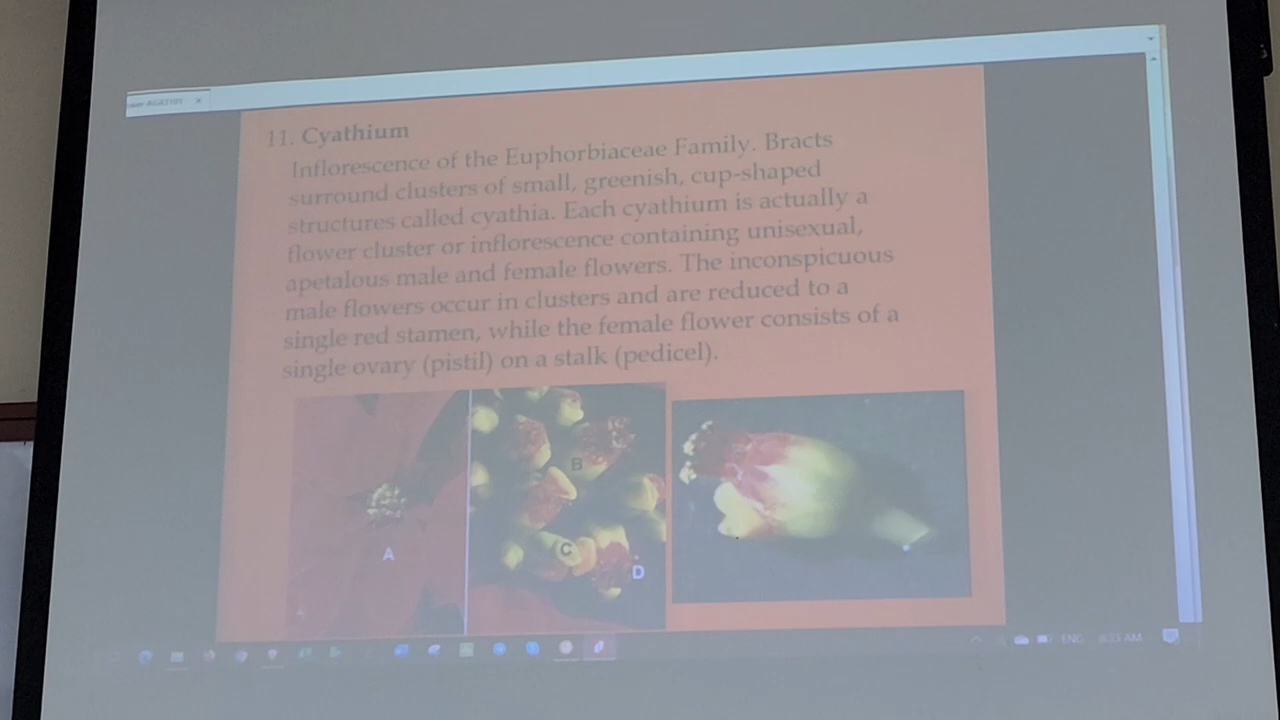 11. Cyathium
Inflorescence of the Euphorbiaceae Family. Bracts
surround clusters of small, greenish, cup-shaped
structures called cyathia. Each cyathium is actually a
flower cluster or inflorescence containing unisexual,
apetalous male and female flowers. The inconspicuous
male flowers occur in clusters and are reduced to a
single red stamen, while the female flower consists of a
single ovary (pistil) on a stalk (pedicel).
B
C
A
D
ENG
AM